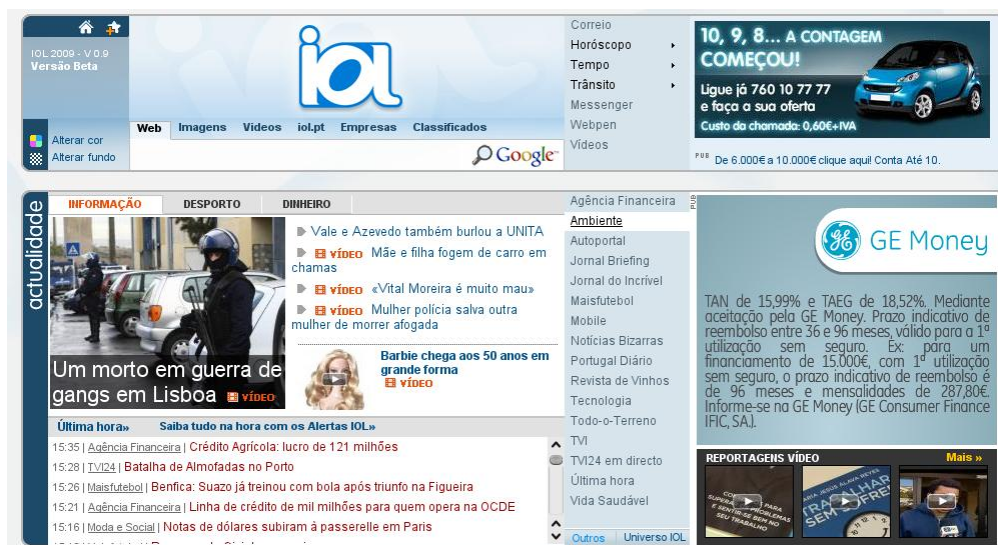 IOL 2009 - V 0.9
Versão Beta
Alterar cor
Alterar fundo
iol
Web Imagens Videos iol.pt Empresas Classificados
Google
Correio
Horóscopo
Tempo
Trânsito
Messenger
Webpen
Vídeos
10, 9, 8... A CONTAGEM
COMEÇOU!
Ligue já 760 10 77 77
e faça a sua oferta
Custo da chamada: 0,60€+IVA
PUB De 6.000€ a 10.000€ clique aqui! Conta Até 10.
actualidade
INFORMAÇÃO DESPORTO DINHEIRO
Um morto em guerra de
gangs em Lisboa VÍDEO
Vale e Azevedo também burlou a UNITA
VÍDEO Mãe e filha fogem de carro em
chamas
VÍDEO «Vital Moreira é muito mau»
VÍDEO Mulher polícia salva outra
mulher de morrer afogada
Barbie chega aos 50 anos em
grande forma
VÍDEO
Última hora» Saiba tudo na hora com os Alertas IOL»
15:35 | Agência Financeira | Crédito Agrícola: lucro de 121 milhões
15:28 | TVI24 | Batalha de Almofadas no Porto
15:26 | Maisfutebol | Benfica: Suazo já treinou com bola após triunfo na Figueira
15:21 | Agência Financeira | Linha de crédito de mil milhões para quem opera na OCDE
15:16 | Moda e Social | Notas de dólares subiram à passerelle em Paris
Agência Financeira
Ambiente
Autoportal
Jornal Briefing
Jornal do Incrível
Maisfutebol
Mobile
Notícias Bizarras
Portugal Diário
Revista de Vinhos
Tecnologia
Todo-o-Terreno
TVI
TVI24 em directo
Última hora
Vida Saudável
Outros Universo IOL
PUB
GE Money
TAN de 15,99% e TAEG de 18,52%. Mediante
aceitação pela GE Money. Prazo indicativo de
reembolso entre 36 e 96 meses, válido para a 1ª
utilização sem seguro. Ex: para um
financiamento de 15.000€, com 1ª utilização
sem seguro, o prazo indicativo de reembolso é
de 96 meses e mensalidades de 287,80€.
Informe-se na GE Money (GE Consumer Finance
IFIC, SA.).
REPORTAGENS VÍDEO Mais »